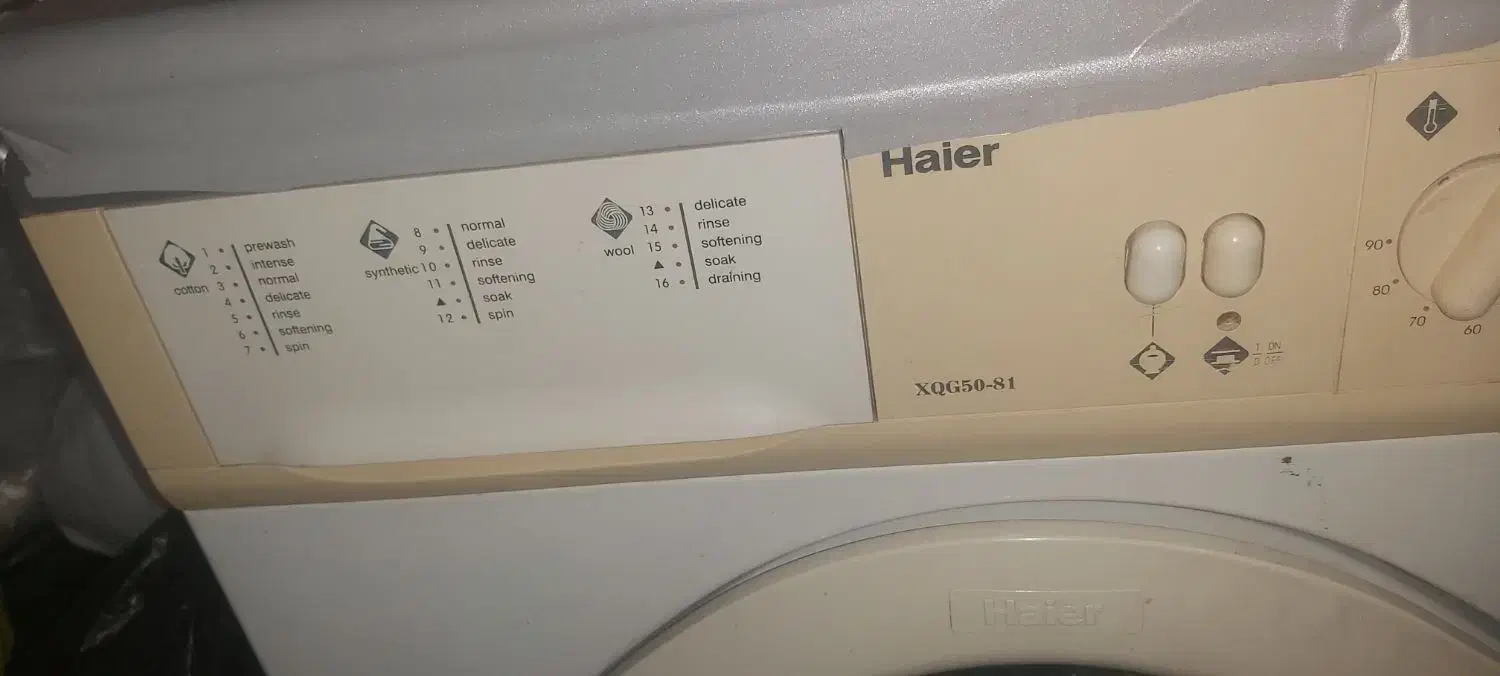 Haier
1 • prewash
2 • intense
cotton 3 • normal
4 • delicate
5 • rinse
6 • softening
7 • spin
8 • normal
9 • delicate
synthetic 10 • rinse
11 • softening
▲ • soak
12 • spin
13 • delicate
14 • rinse
wool 15 • softening
▲ • soak
16 • draining
XQG50-81
1 ON
0 OFF
90
80
70
60
Haier